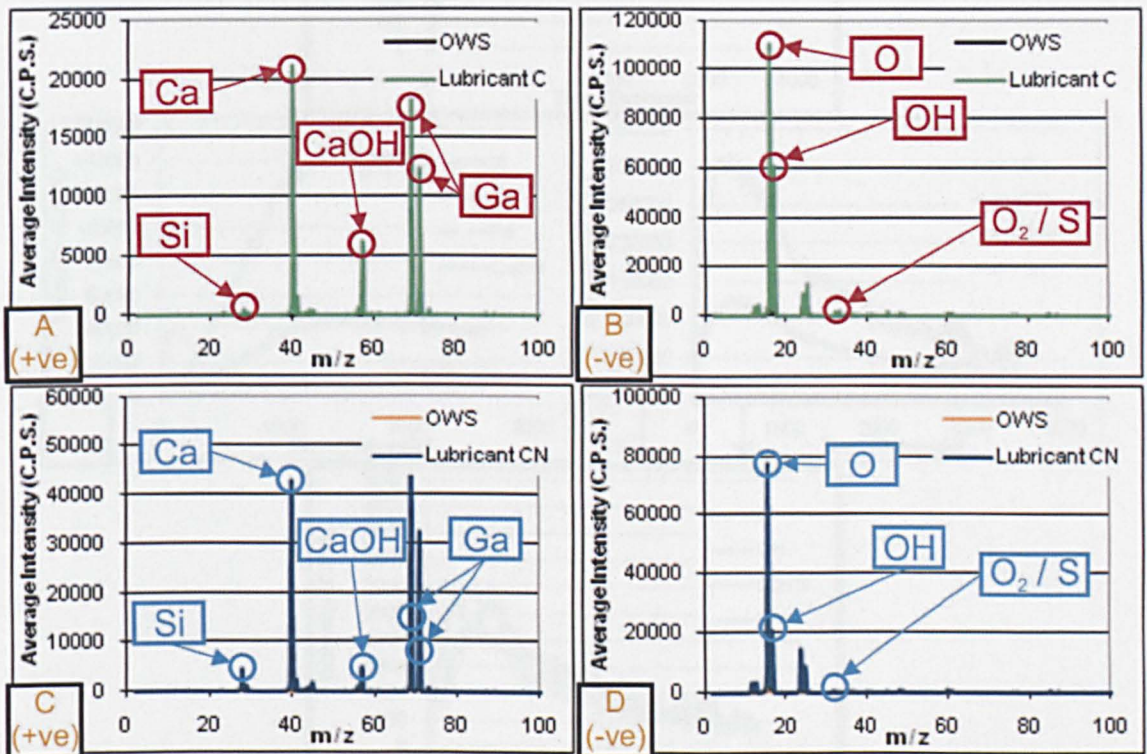 Average Intensity (C.P.S.)
25000
20000
15000
10000
5000
0
0 20 40 60 80 100
m/z
OWS
Lubricant C
Ca
CaOH
Si
Ga
A
(+ve)
Average Intensity (C.P.S.)
120000
100000
80000
60000
40000
20000
0
0 20 40 60 80 100
m/z
OWS
Lubricant C
O
OH
O₂ / S
B
(-ve)
Average Intensity (C.P.S.)
60000
50000
40000
30000
20000
10000
0
0 20 40 60 80 100
m/z
OWS
Lubricant CN
Ca
CaOH
Ga
Si
C
(+ve)
Average Intensity (C.P.S.)
100000
80000
60000
40000
20000
0
0 20 40 60 80 100
m/z
OWS
Lubricant CN
O
OH
O₂ / S
D
(-ve)